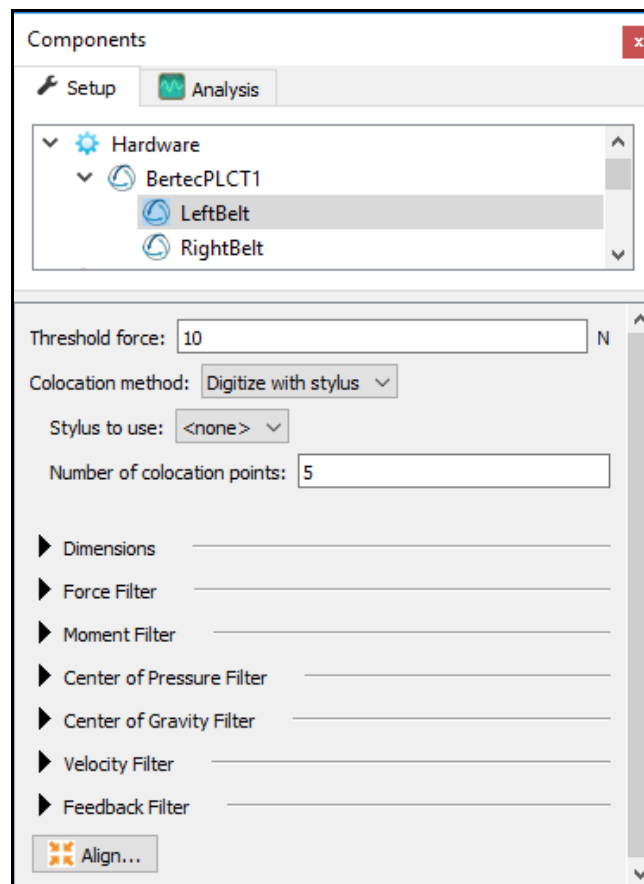 Components
x
Setup
Analysis
Hardware
BertecPLCT1
LeftBelt
RightBelt
Threshold force: 10 N
Colocation method: Digitize with stylus
Stylus to use: <none>
Number of colocation points: 5
Dimensions
Force Filter
Moment Filter
Center of Pressure Filter
Center of Gravity Filter
Velocity Filter
Feedback Filter
Align...